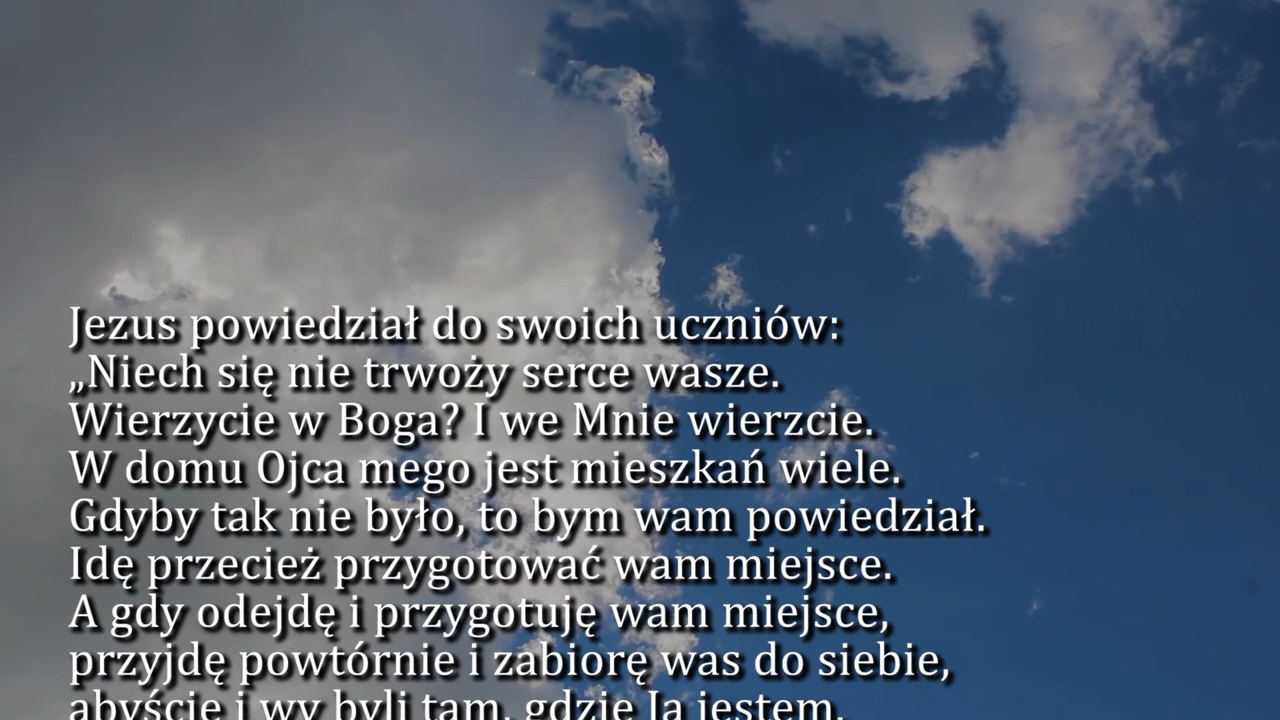 Jezus powiedział do swoich uczniów:
„Niech się nie trwoży serce wasze.
Wierzycie w Boga? I we Mnie wierzcie.
W domu Ojca mego jest mieszkań wiele.
Gdyby tak nie było, to bym wam powiedział.
Idę przecież przygotować wam miejsce.
A gdy odejdę i przygotuję wam miejsce,
przyjdę powtórnie i zabiorę was do siebie,
abyście i wy byli tam, gdzie Ja jestem.